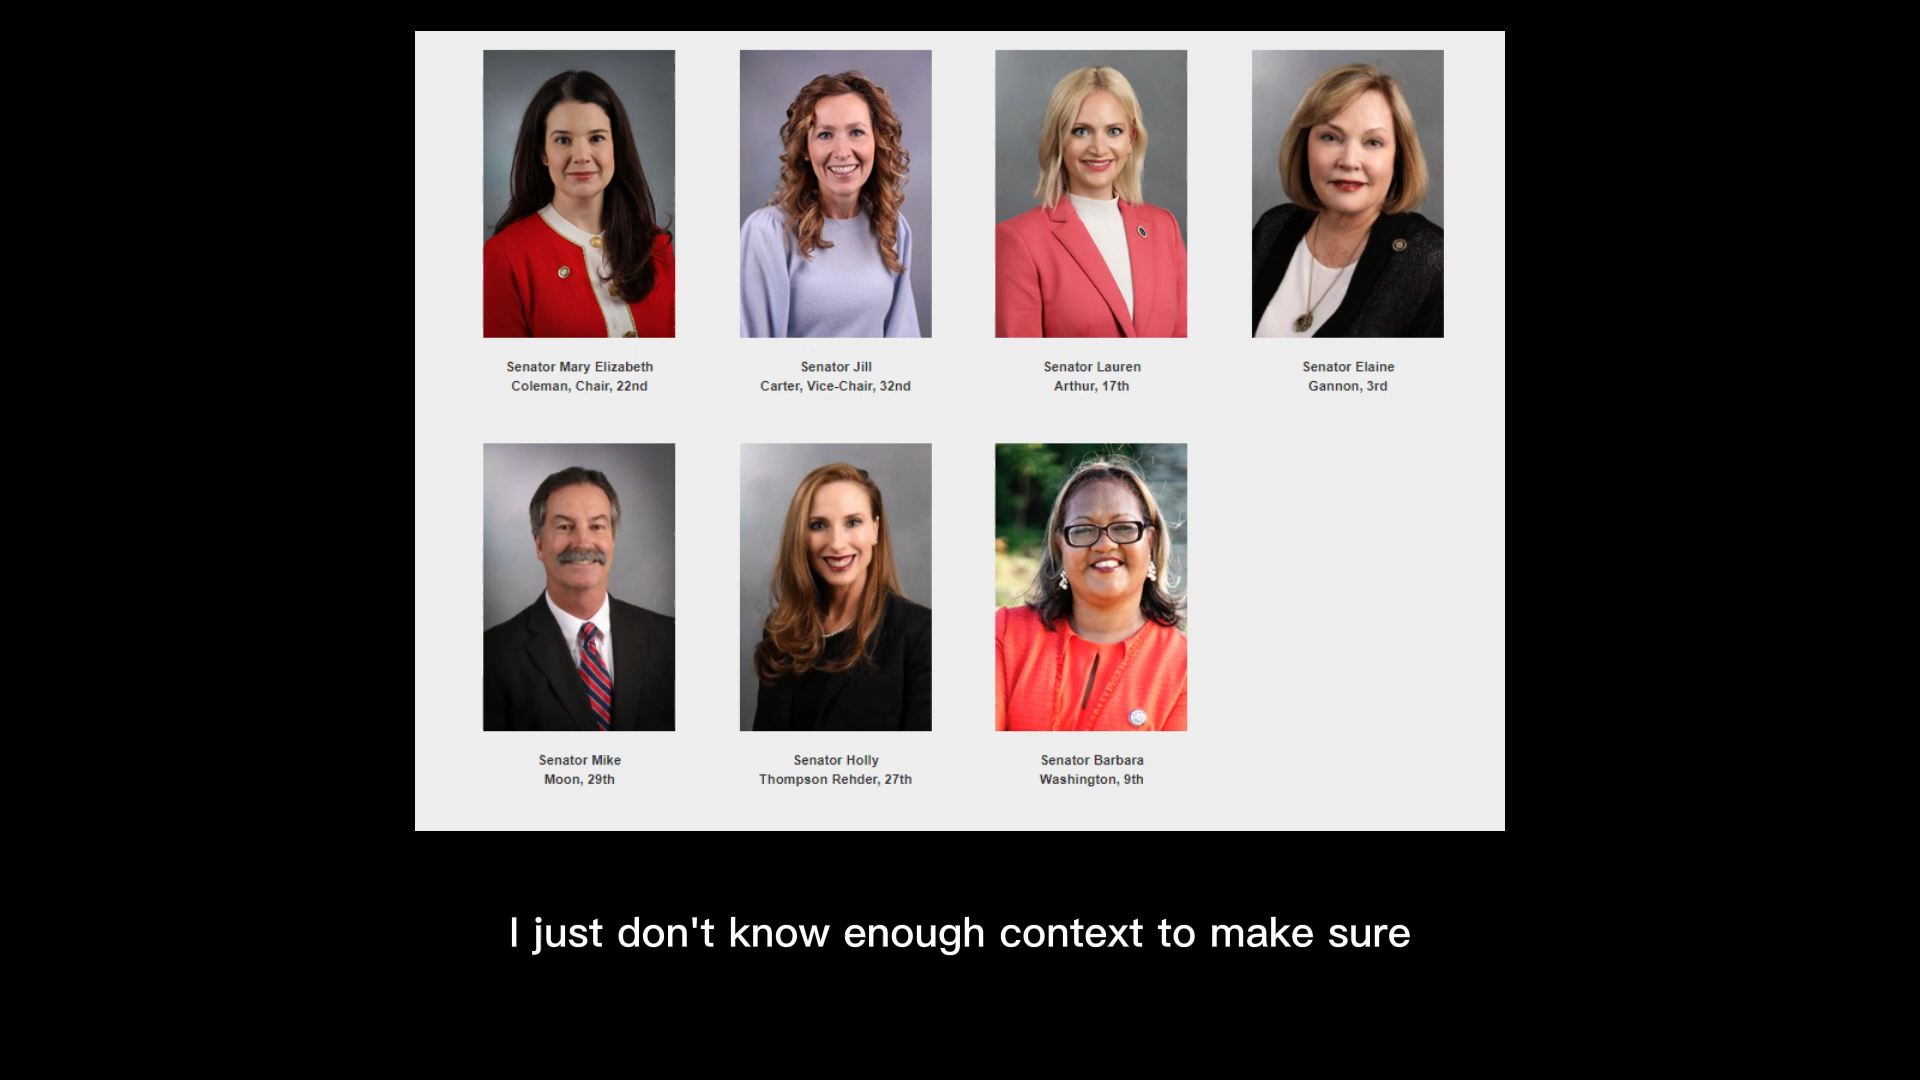 Senator Mary Elizabeth
Coleman, Chair, 22nd
Senator Jill
Carter, Vice-Chair, 32nd
Senator Lauren
Arthur, 17th
Senator Elaine
Gannon, 3rd
Senator Mike
Moon, 29th
Senator Holly
Thompson Rehder, 27th
Senator Barbara
Washington, 9th
I just don't know enough context to make sure